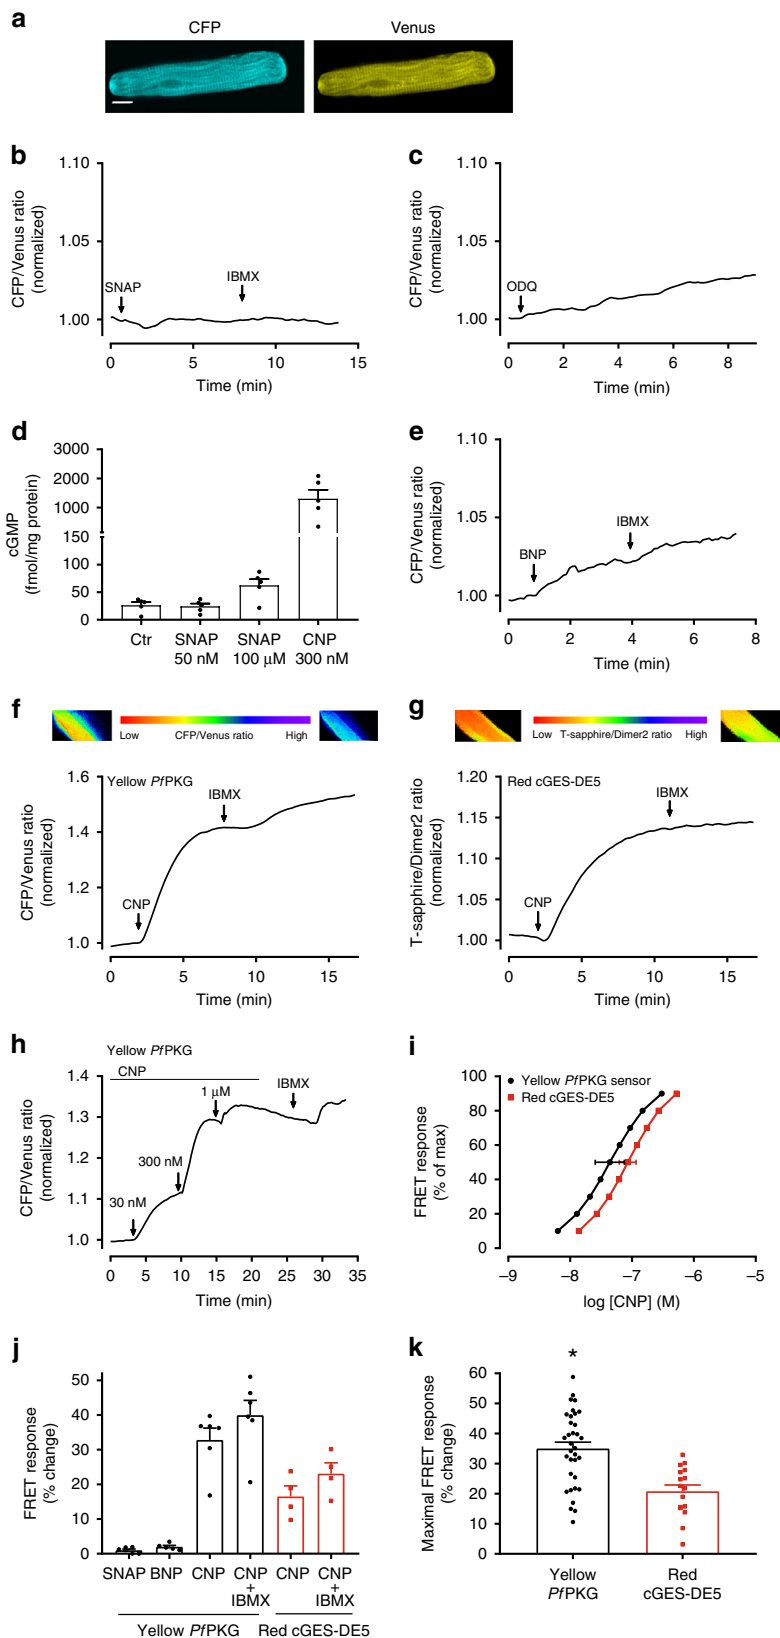 a
CFP
Venus
b
CFP/Venus ratio
(normalized)
1.10
1.05
1.00
SNAP
IBMX
0
5
10
15
Time (min)
c
CFP/Venus ratio
(normalized)
1.10
1.05
1.00
ODQ
0
2
4
6
8
Time (min)
d
cGMP
(fmol/mg protein)
3000
2000
1000
150
100
50
0
Ctr
SNAP
50 nM
SNAP
100 μM
CNP
300 nM
e
CFP/Venus ratio
(normalized)
1.10
1.05
1.00
BNP
IBMX
0
2
4
6
8
Time (min)
f
Low
CFP/Venus ratio
High
CFP/Venus ratio
(normalized)
1.6
1.4
1.2
1.0
Yellow PfPKG
IBMX
CNP
0
5
10
15
Time (min)
g
Low
T-sapphire/Dimer2 ratio
High
T-sapphire/Dimer2 ratio
(normalized)
1.20
1.15
1.10
1.05
1.00
Red cGES-DE5
IBMX
CNP
0
5
10
15
Time (min)
h
Yellow PfPKG
CNP
CFP/Venus ratio
(normalized)
1.4
1.3
1.2
1.1
1.0
30 nM
300 nM
1 μM
IBMX
0
5
10
15
20
25
30
35
Time (min)
i
Yellow PfPKG sensor
Red cGES-DE5
FRET response
(% of max)
100
80
60
40
20
0
–9
–8
–7
–6
–5
log [CNP] (M)
j
FRET response
(% change)
50
40
30
20
10
0
SNAP
BNP
CNP
CNP
+
IBMX
CNP
CNP
+
IBMX
Yellow PfPKG
Red cGES-DE5
k
Maximal FRET response
(% change)
60
50
40
30
20
10
0
*
Yellow
PfPKG
Red
cGES-DE5